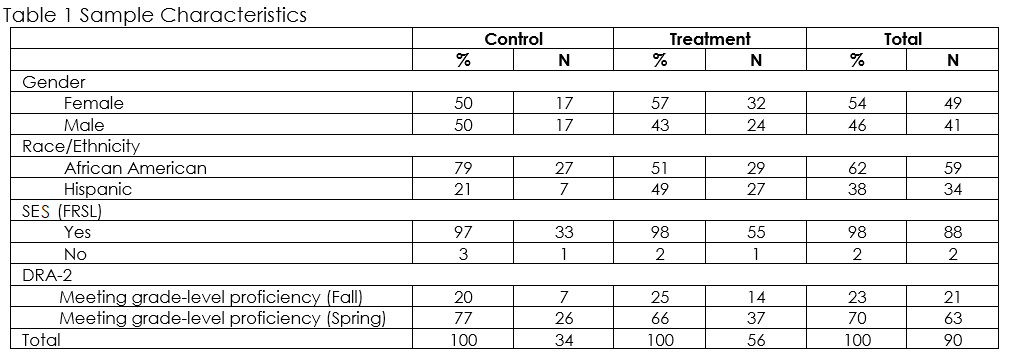 Table 1 Sample Characteristics
Control Treatment Total
% N % N % N
Gender
Female 50 17 57 32 54 49
Male 50 17 43 24 46 41
Race/Ethnicity
African American 79 27 51 29 62 59
Hispanic 21 7 49 27 38 34
SES (FRSL)
Yes 97 33 98 55 98 88
No 3 1 2 1 2 2
DRA-2
Meeting grade-level proficiency (Fall) 20 7 25 14 23 21
Meeting grade-level proficiency (Spring) 77 26 66 37 70 63
Total 100 34 100 56 100 90